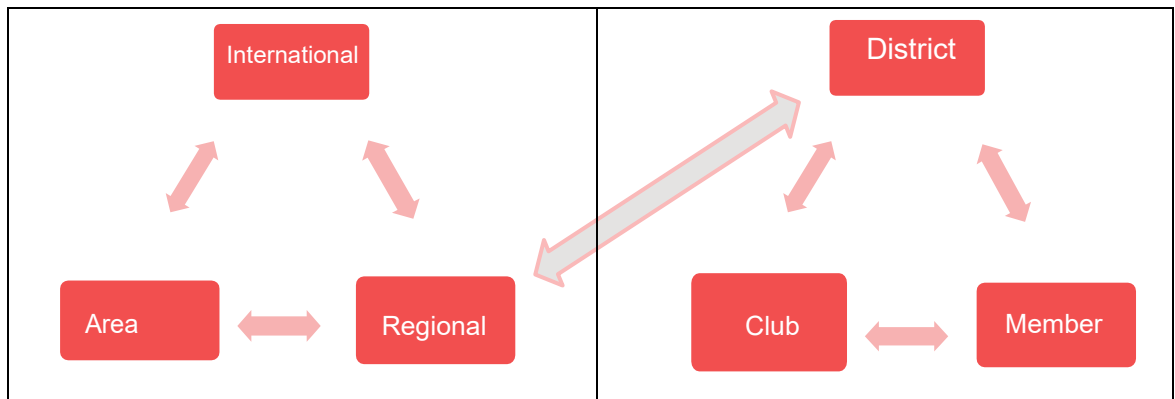 International
Area
Regional
District
Club
Member